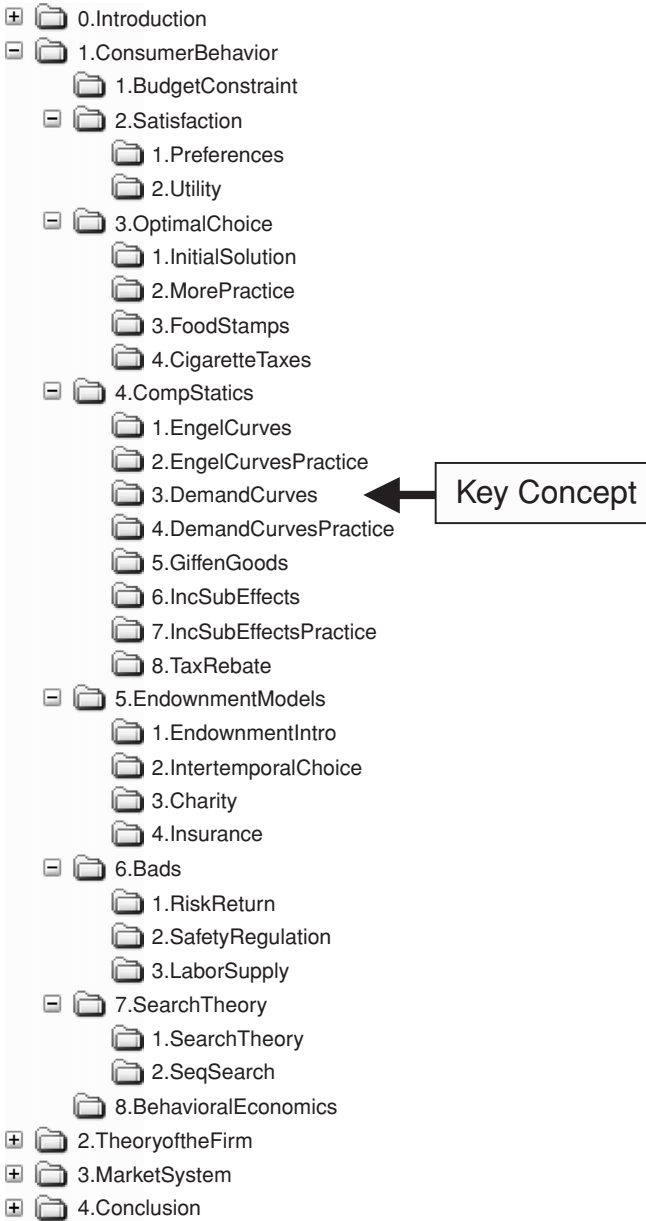 0.Introduction
1.ConsumerBehavior
1.BudgetConstraint
2.Satisfaction
1.Preferences
2.Utility
3.OptimalChoice
1.InitialSolution
2.MorePractice
3.FoodStamps
4.CigaretteTaxes
4.CompStatics
1.EngelCurves
2.EngelCurvesPractice
3.DemandCurves
Key Concept
4.DemandCurvesPractice
5.GiffenGoods
6.IncSubEffects
7.IncSubEffectsPractice
8.TaxRebate
5.EndownmentModels
1.EndownmentIntro
2.IntertemporalChoice
3.Charity
4.Insurance
6.Bads
1.RiskReturn
2.SafetyRegulation
3.LaborSupply
7.SearchTheory
1.SearchTheory
2.SeqSearch
8.BehavioralEconomics
2.TheoryoftheFirm
3.MarketSystem
4.Conclusion